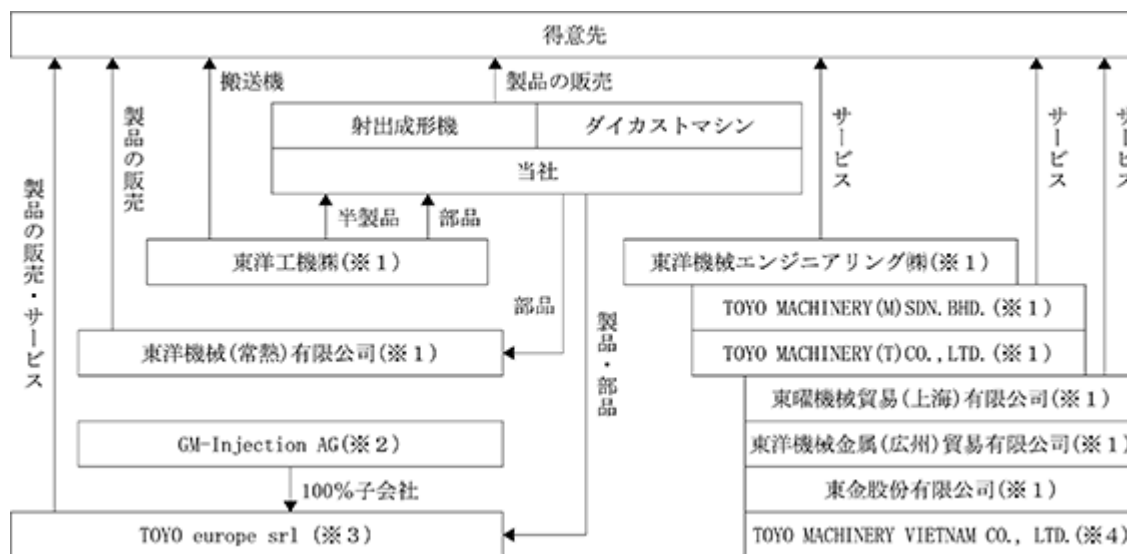 得意先
搬送機
製品の販売
射出成形機
ダイカストマシン
当社
製品の販売
製品の販売・サービス
サービス
サービス
サービス
半製品
部品
東洋工機㈱(※1)
東洋機械エンジニアリング㈱(※1)
部品
製品・部品
TOYO MACHINERY(M)SDN.BHD.(※1)
東洋機械(常熟)有限公司(※1)
TOYO MACHINERY(T)CO.,LTD.(※1)
東曜機械貿易(上海)有限公司(※1)
GM-Injection AG(※2)
東洋機械金属(広州)貿易有限公司(※1)
100％子会社
東金股份有限公司(※1)
TOYO europe srl (※3)
TOYO MACHINERY VIETNAM CO., LTD.(※4)